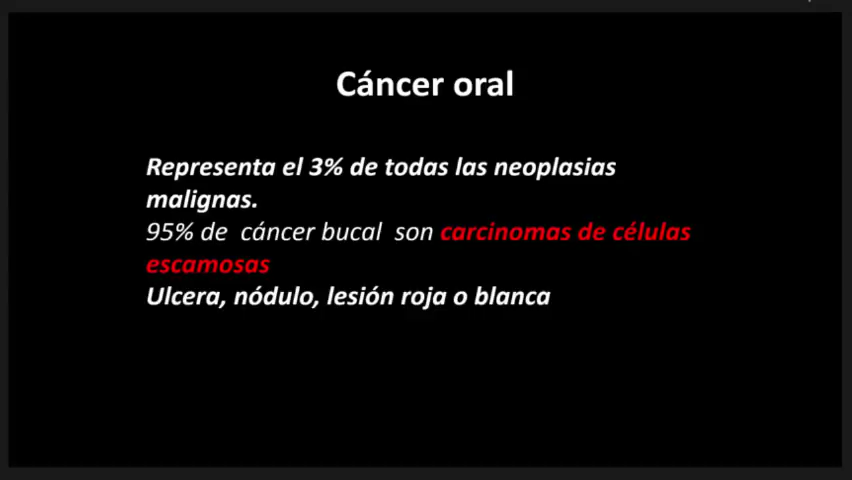 Cáncer oral
Representa el 3% de todas las neoplasias
malignas.
95% de cáncer bucal son carcinomas de células
escamosas
Ulcera, nódulo, lesión roja o blanca